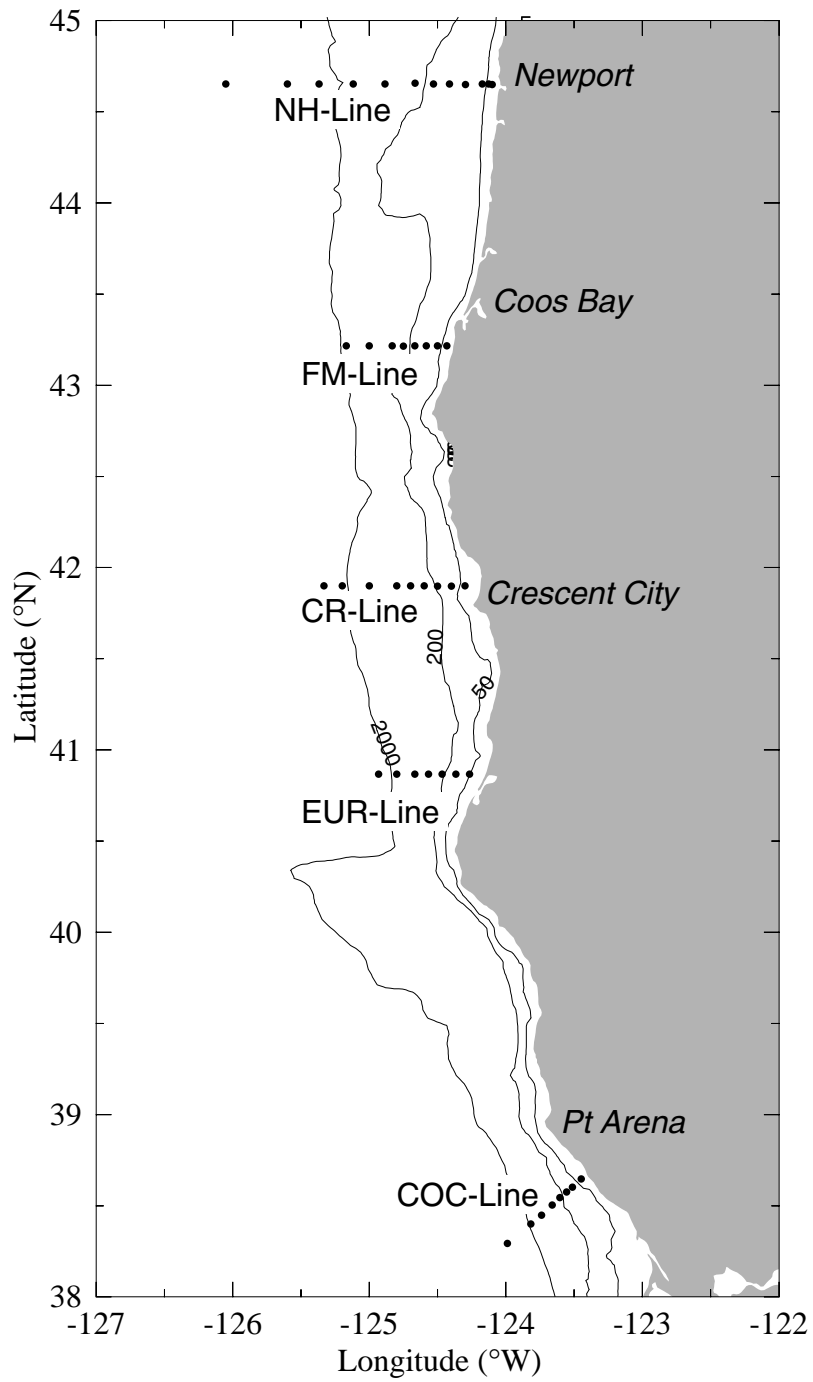 45
Newport
NH-Line
44
Coos Bay
FM-Line
43
42
Crescent City
CR-Line
200
50
2000
41
EUR-Line
40
39
Pt Arena
COC-Line
38
-127
-126
-125
-124
-123
-122
Latitude (°N)
Longitude (°W)